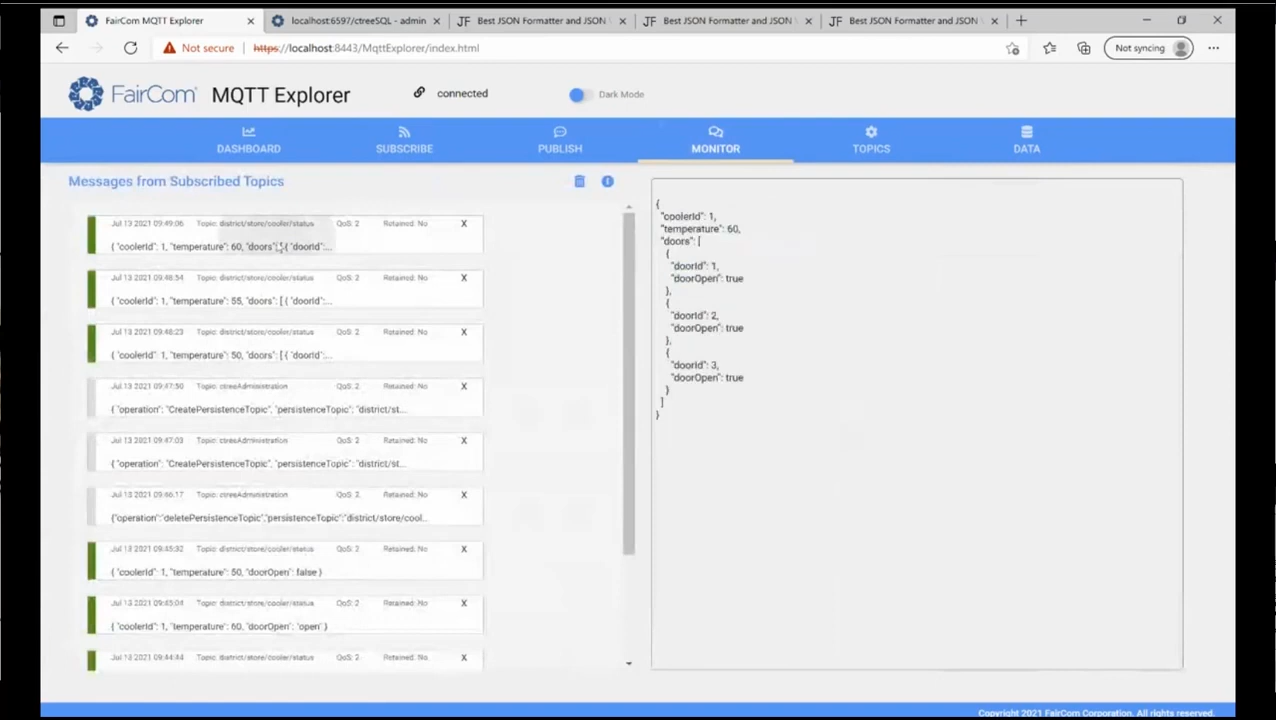 FairCom MQTT Explorer
localhost:6597/ctreeSQL - admin
Best JSON Formatter and JSON
Best JSON Formatter and JSON
Best JSON Formatter and JSON
Not secure https://localhost:8443/MqttExplorer/index.html
Not syncing
FairCom MQTT Explorer connected Dark Mode
DASHBOARD SUBSCRIBE PUBLISH MONITOR TOPICS DATA
Messages from Subscribed Topics
Jul 13 2021 09:49:06 Topic: district/store/cooler/status QoS: 2 Retained: No X
{ "coolerId": 1, "temperature": 60, "doors": [ { "doorId":...
Jul 13 2021 09:48:54 Topic: district/store/cooler/status QoS: 2 Retained: No X
{ "coolerId": 1, "temperature": 55, "doors": [ { "doorId":...
Jul 13 2021 09:48:23 Topic: district/store/cooler/status QoS: 2 Retained: No X
{ "coolerId": 1, "temperature": 50, "doors": [ { "doorId":...
Jul 13 2021 09:47:50 Topic: ctreeAdministration QoS: 2 Retained: No X
{ "operation": "CreatePersistenceTopic", "persistenceTopic": "district/st...
Jul 13 2021 09:47:03 Topic: ctreeAdministration QoS: 2 Retained: No X
{ "operation": "CreatePersistenceTopic", "persistenceTopic": "district/st...
Jul 13 2021 09:46:17 Topic: ctreeAdministration QoS: 2 Retained: No X
{"operation":"deletePersistenceTopic","persistenceTopic":"district/store/cool...
Jul 13 2021 09:45:32 Topic: district/store/cooler/status QoS: 2 Retained: No X
{ "coolerId": 1, "temperature": 50, "doorOpen": false }
Jul 13 2021 09:45:04 Topic: district/store/cooler/status QoS: 2 Retained: No X
{ "coolerId": 1, "temperature": 60, "doorOpen": "open" }
Jul 13 2021 09:44:44 Topic: district/store/cooler/status QoS: 2 Retained: No X
{
"coolerId": 1,
"temperature": 60,
"doors": [
{
"doorId": 1,
"doorOpen": true
},
{
"doorId": 2,
"doorOpen": true
},
{
"doorId": 3,
"doorOpen": true
}
]
}
Copyright 2021 FairCom Corporation. All rights reserved.